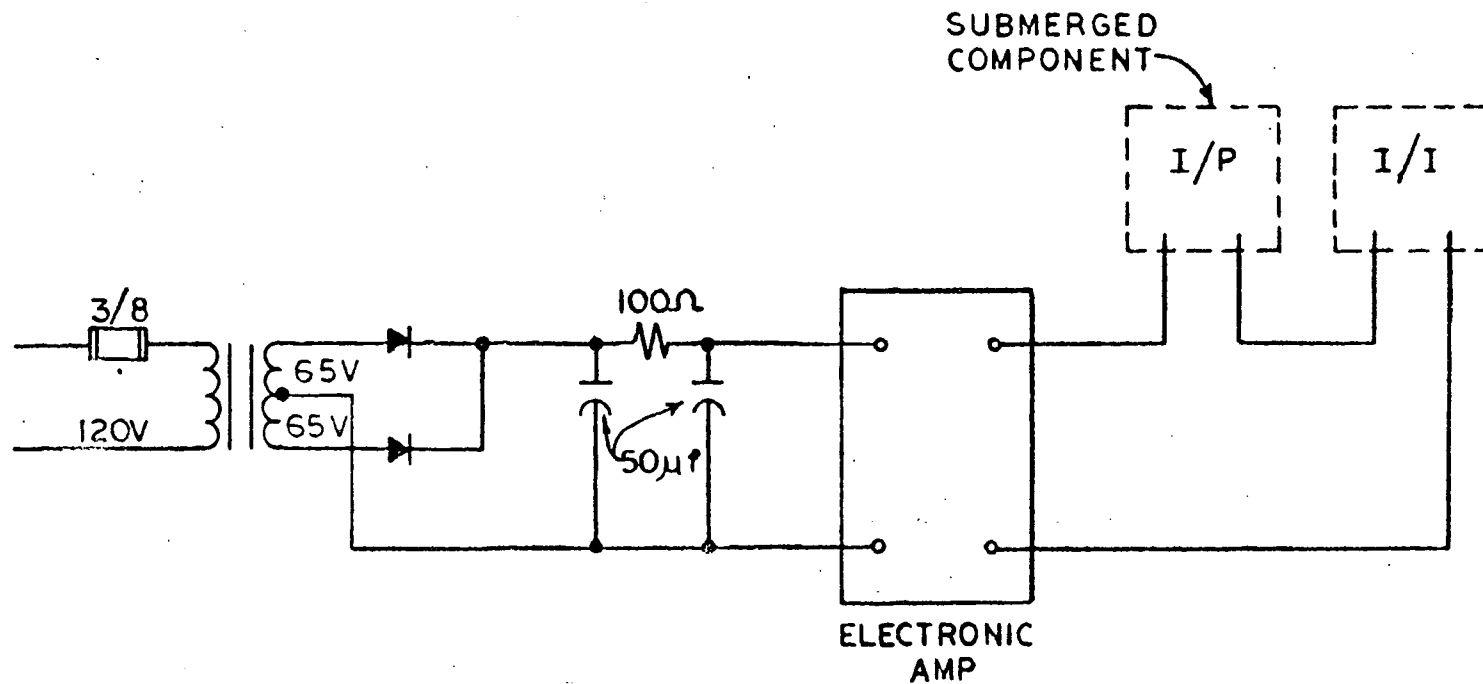 SUBMERGED
COMPONENT
I/P
I/I
3/8
100Ω
65V
120V
65V
50μf
ELECTRONIC
AMP